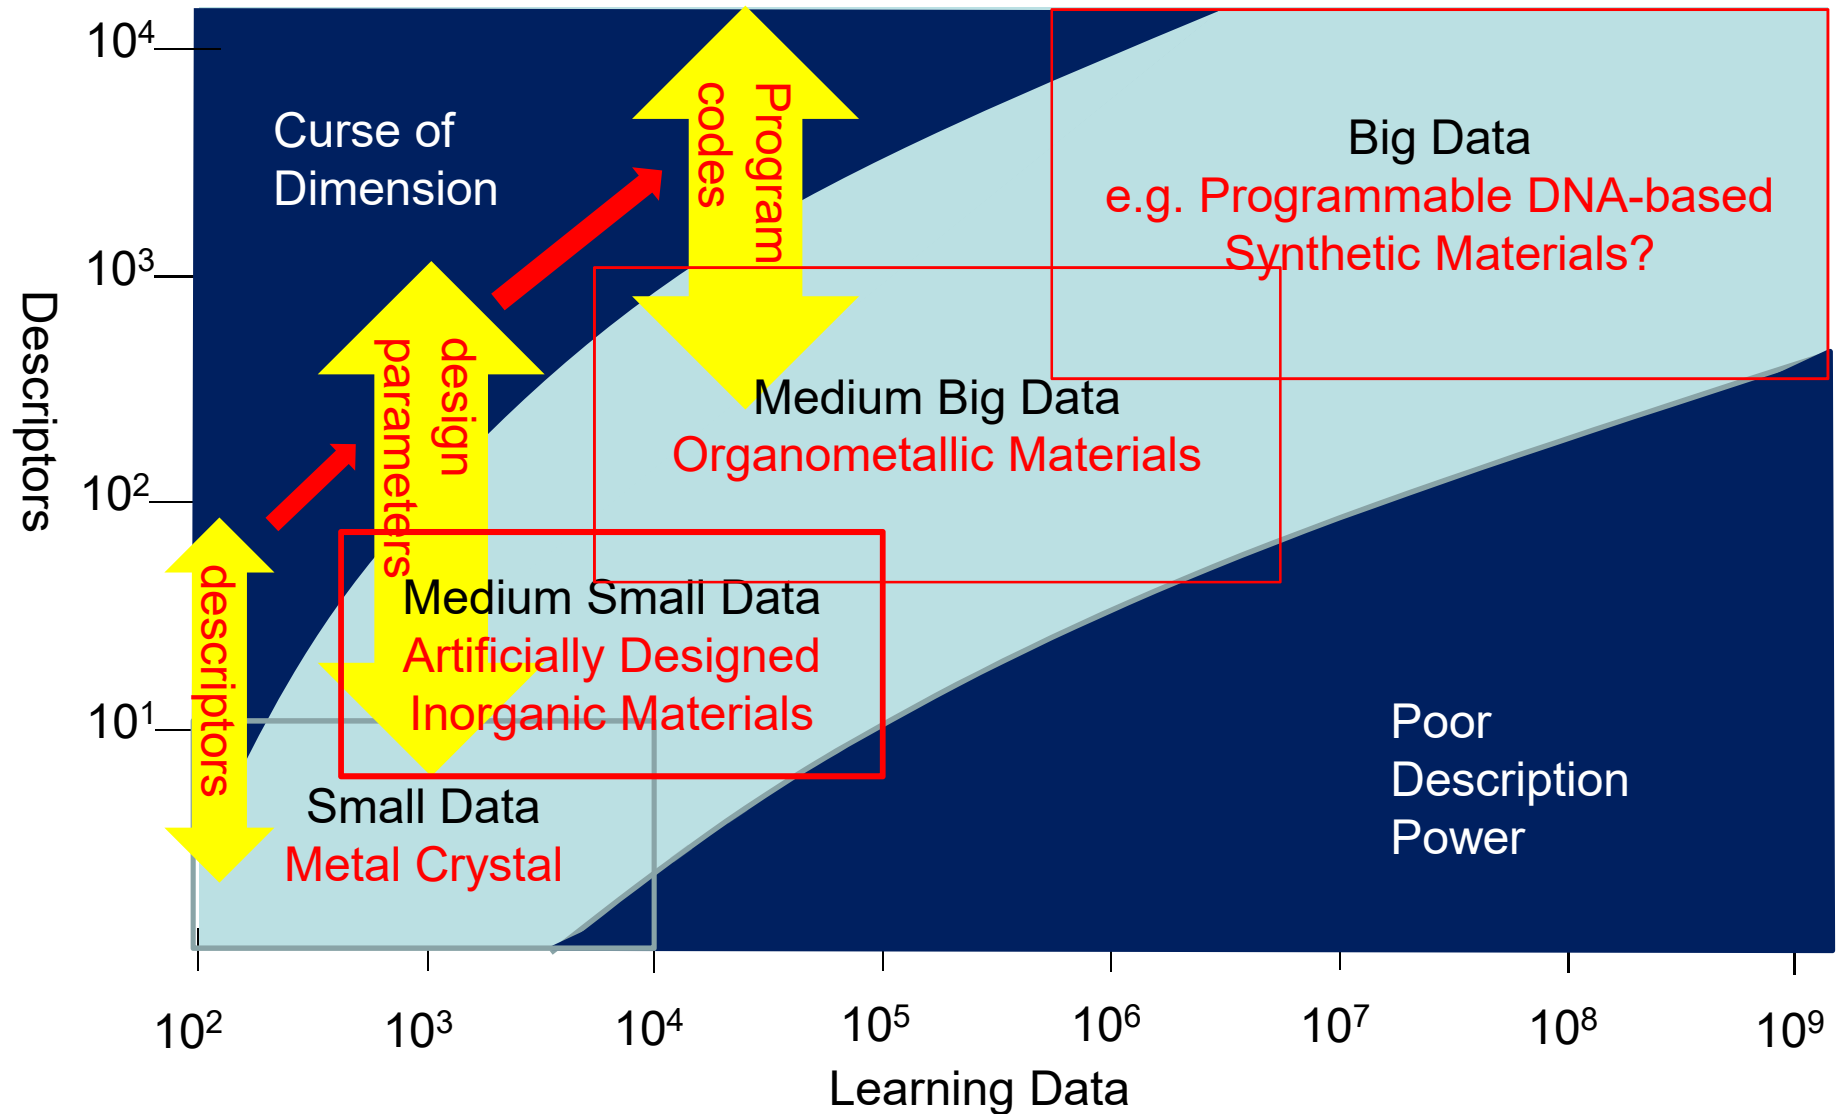 10⁴
10³
10²
10¹
Descriptors
Curse of
Dimension
descriptors
design
parameters
Program
codes
Big Data
e.g. Programmable DNA-based
Synthetic Materials?
Medium Big Data
Organometallic Materials
Medium Small Data
Artificially Designed
Inorganic Materials
Small Data
Metal Crystal
Poor
Description
Power
10² 10³ 10⁴ 10⁵ 10⁶ 10⁷ 10⁸ 10⁹
Learning Data